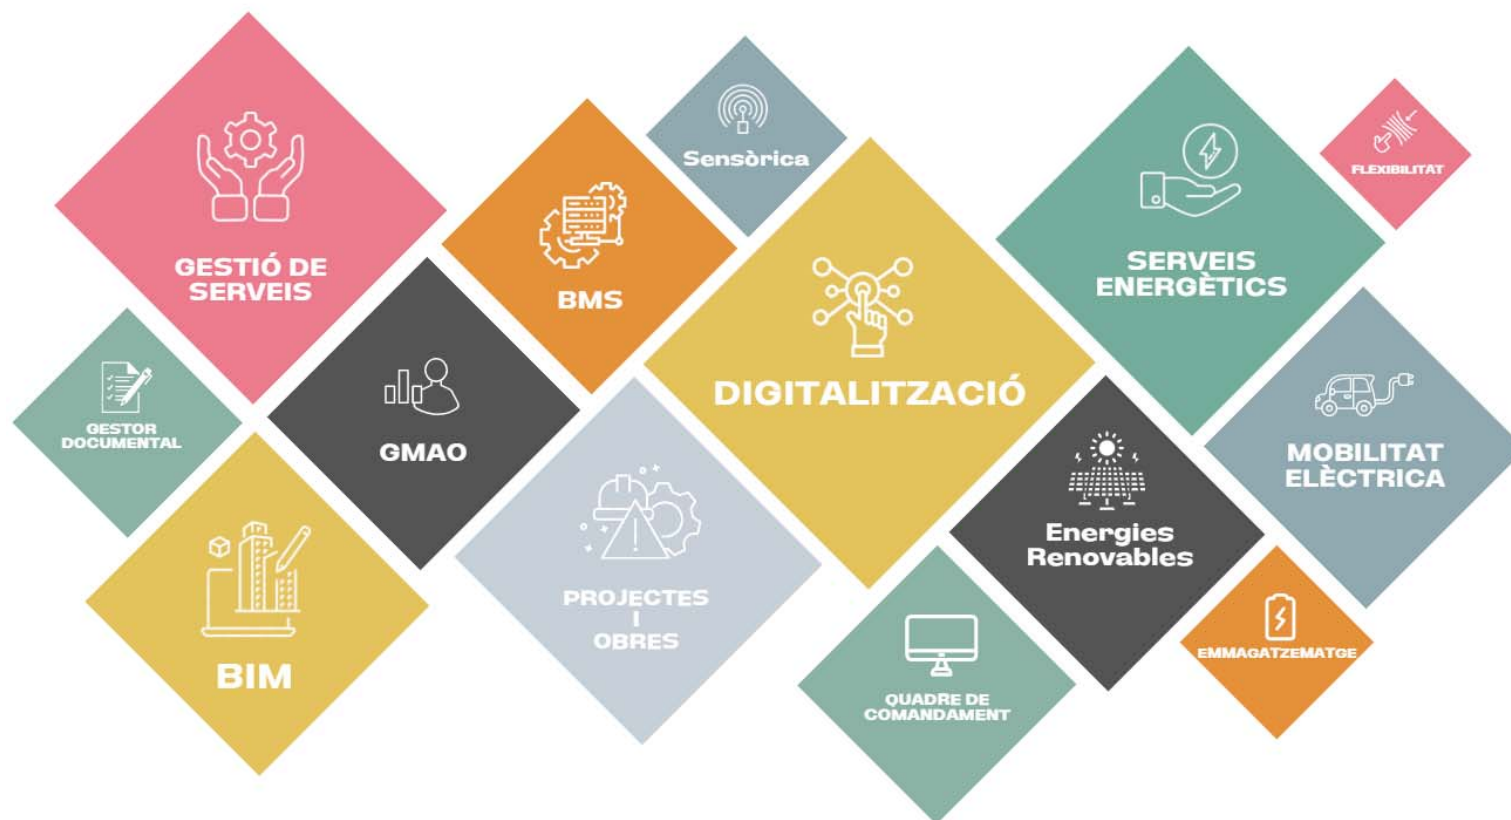 GESTIÓ DE
SERVEIS
GESTOR
DOCUMENTAL
BIM
GMAO
BMS
Sensòrica
PROJECTES
I
OBRES
DIGITALITZACIÓ
SERVEIS
ENERGÈTICS
FLEXIBILITAT
MOBILITAT
ELÈCTRICA
Energies
Renovables
EMMAGATZEMATGE
QUADRE DE
COMANDAMENT